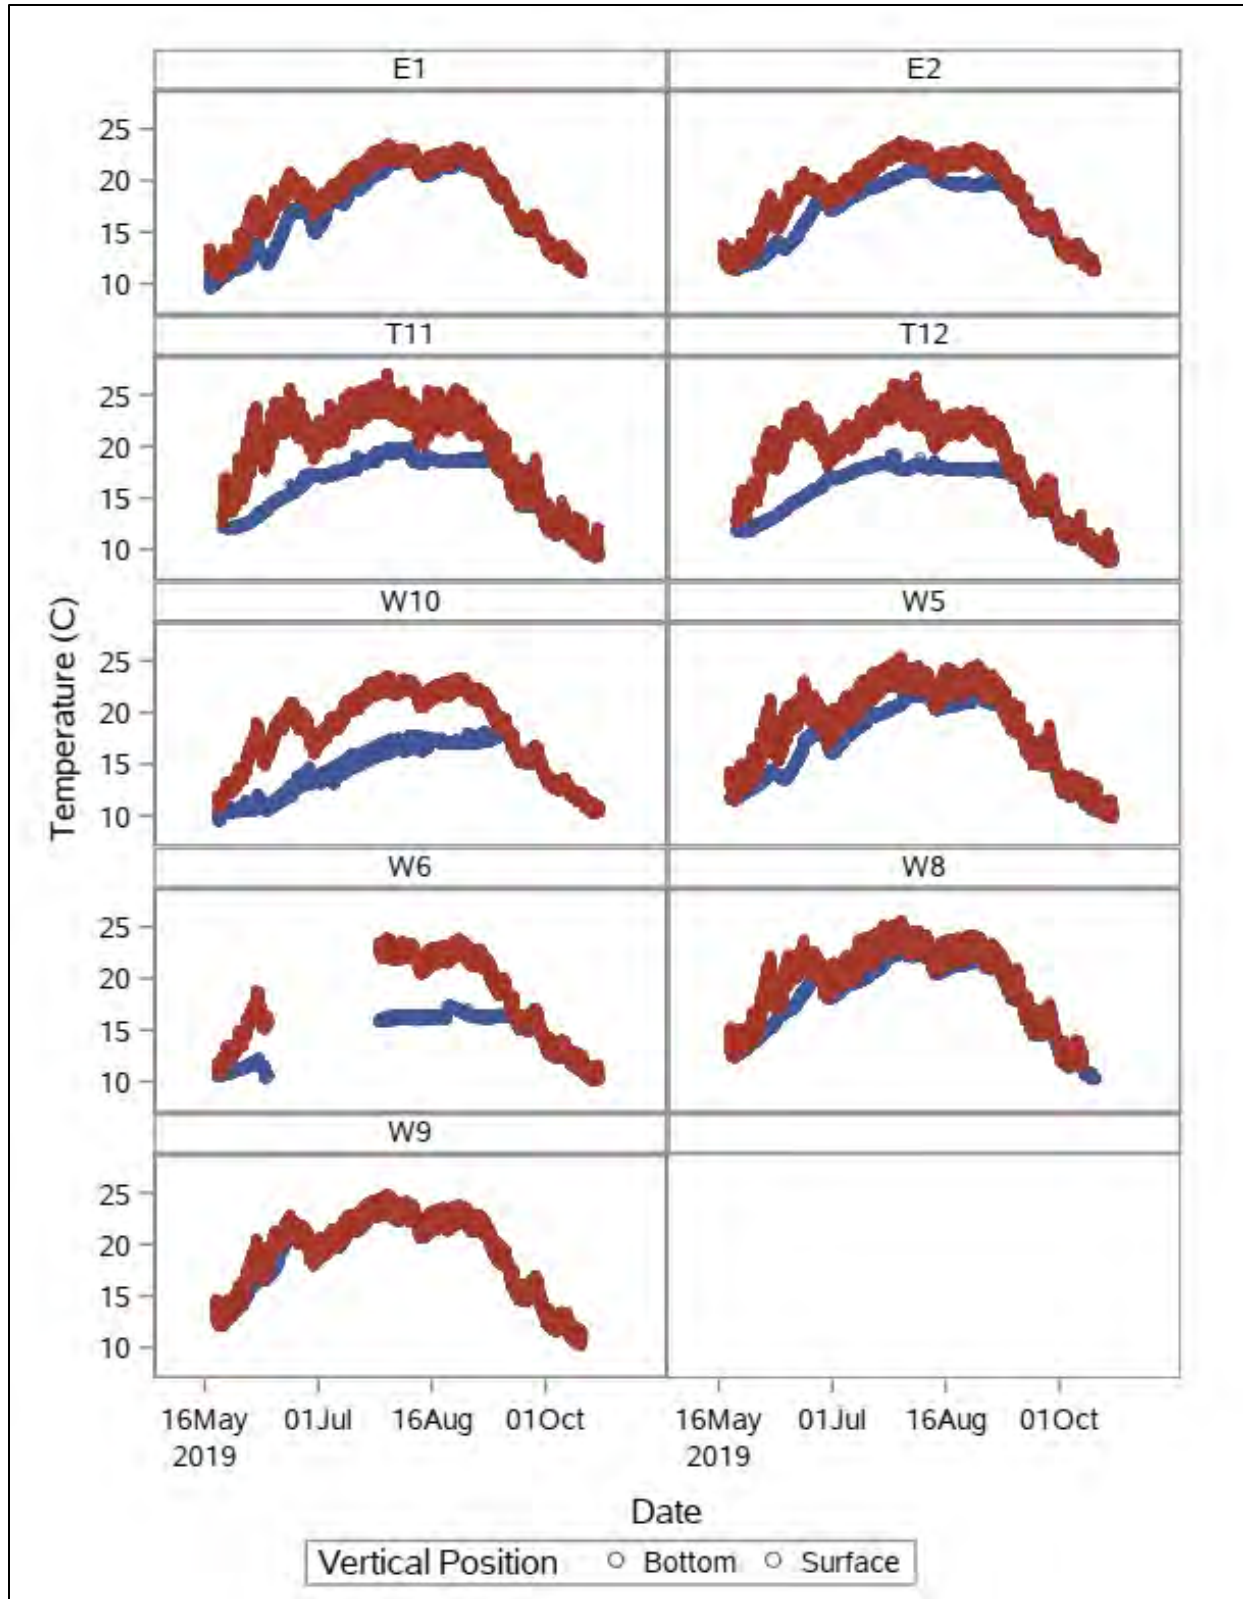 E1 E2
25
20
15
10
T11 T12
25
20
15
10
W10 W5
25
20
15
10
W6 W8
25
20
15
10
W9
25
20
15
10
Temperature (C)
16May 01Jul 16Aug 01Oct 16May 01Jul 16Aug 01Oct
2019 2019
Date
Vertical Position Bottom Surface